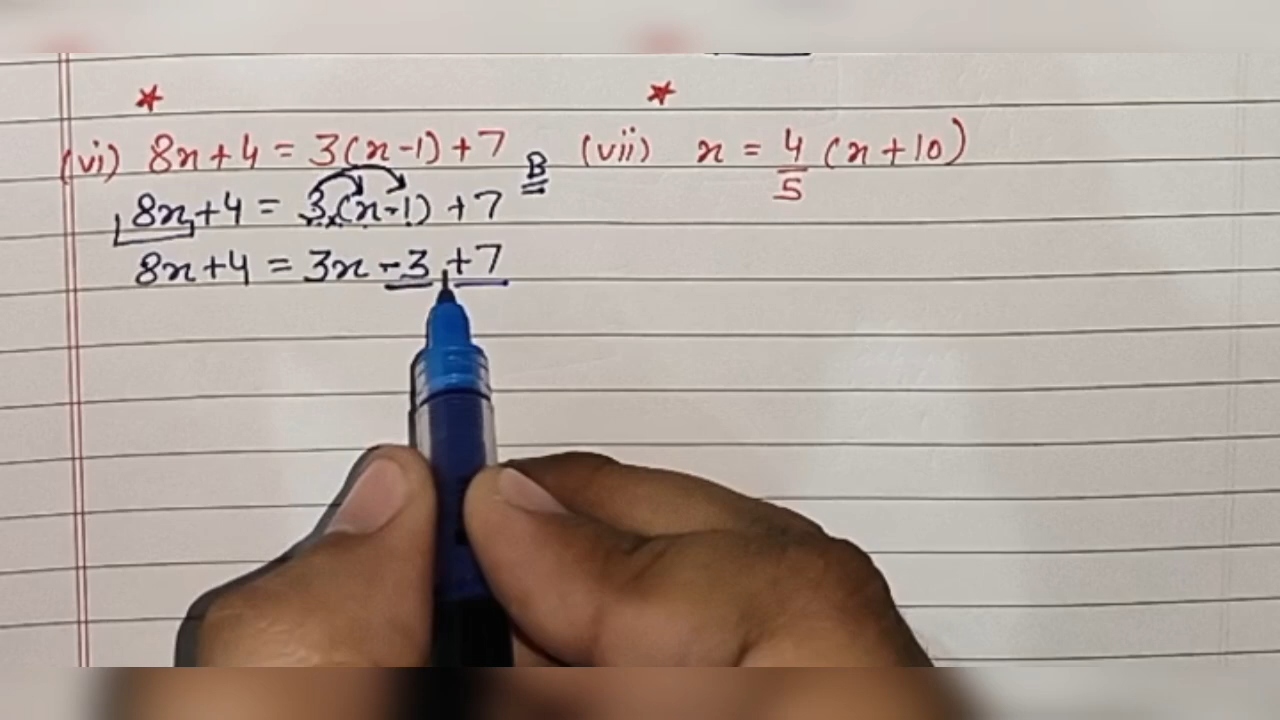 (vi) 8x+4 = 3(x-1)+7
8x+4 = 3(x-1) +7
B
8x+4 = 3x -3 +7
(vii) x = 4/5 (x+10)